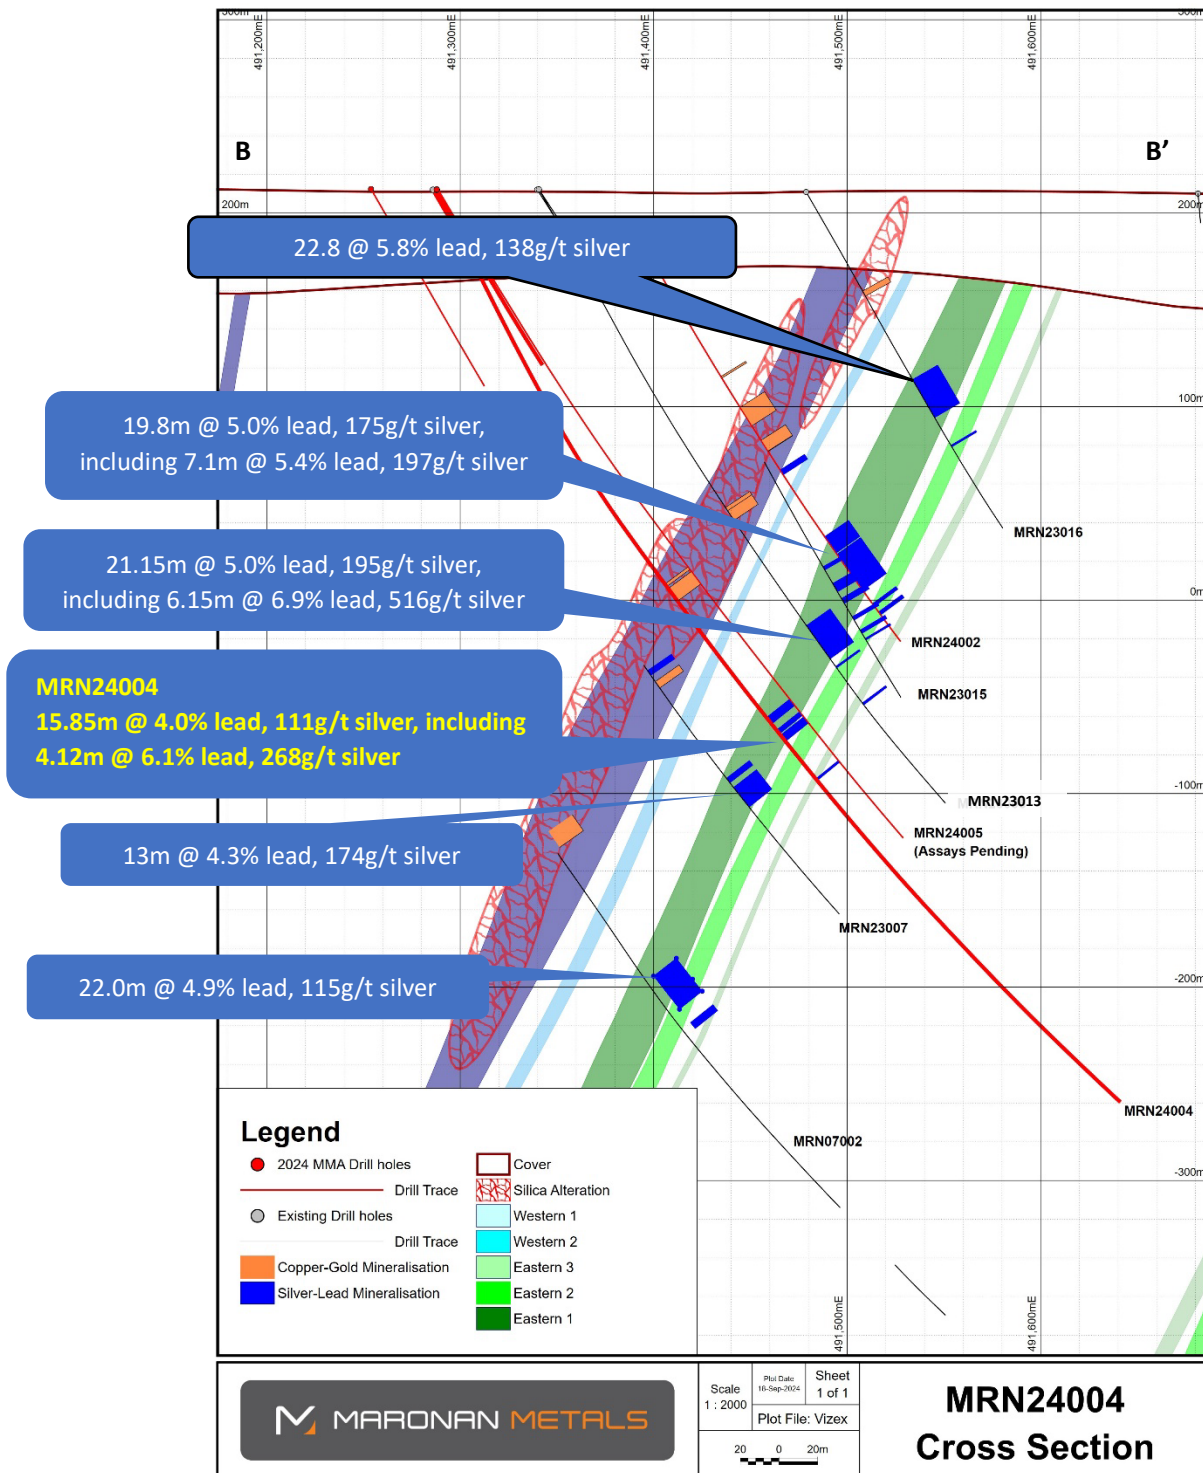 300m
300m
491,200mE
491,300mE
491,400mE
491,500mE
491,600mE
B
B'
200m
200m
22.8 @ 5.8% lead, 138g/t silver
100m
19.8m @ 5.0% lead, 175g/t silver,
including 7.1m @ 5.4% lead, 197g/t silver
MRN23016
21.15m @ 5.0% lead, 195g/t silver,
including 6.15m @ 6.9% lead, 516g/t silver
0m
MRN24002
MRN24004
15.85m @ 4.0% lead, 111g/t silver, including
4.12m @ 6.1% lead, 268g/t silver
MRN23015
-100m
MRN23013
MRN24005
(Assays Pending)
13m @ 4.3% lead, 174g/t silver
MRN23007
22.0m @ 4.9% lead, 115g/t silver
-200m
MRN24004
MRN07002
-300m
Legend
2024 MMA Drill holes
Drill Trace
Existing Drill holes
Drill Trace
Copper-Gold Mineralisation
Silver-Lead Mineralisation
Cover
Silica Alteration
Western 1
Western 2
Eastern 3
Eastern 2
Eastern 1
491,500mE
491,600mE
MARONAN METALS
Scale
1 : 2000
Plot Date
16-Sep-2024
Sheet
1 of 1
Plot File: Vizex
20 0 20m
MRN24004
Cross Section